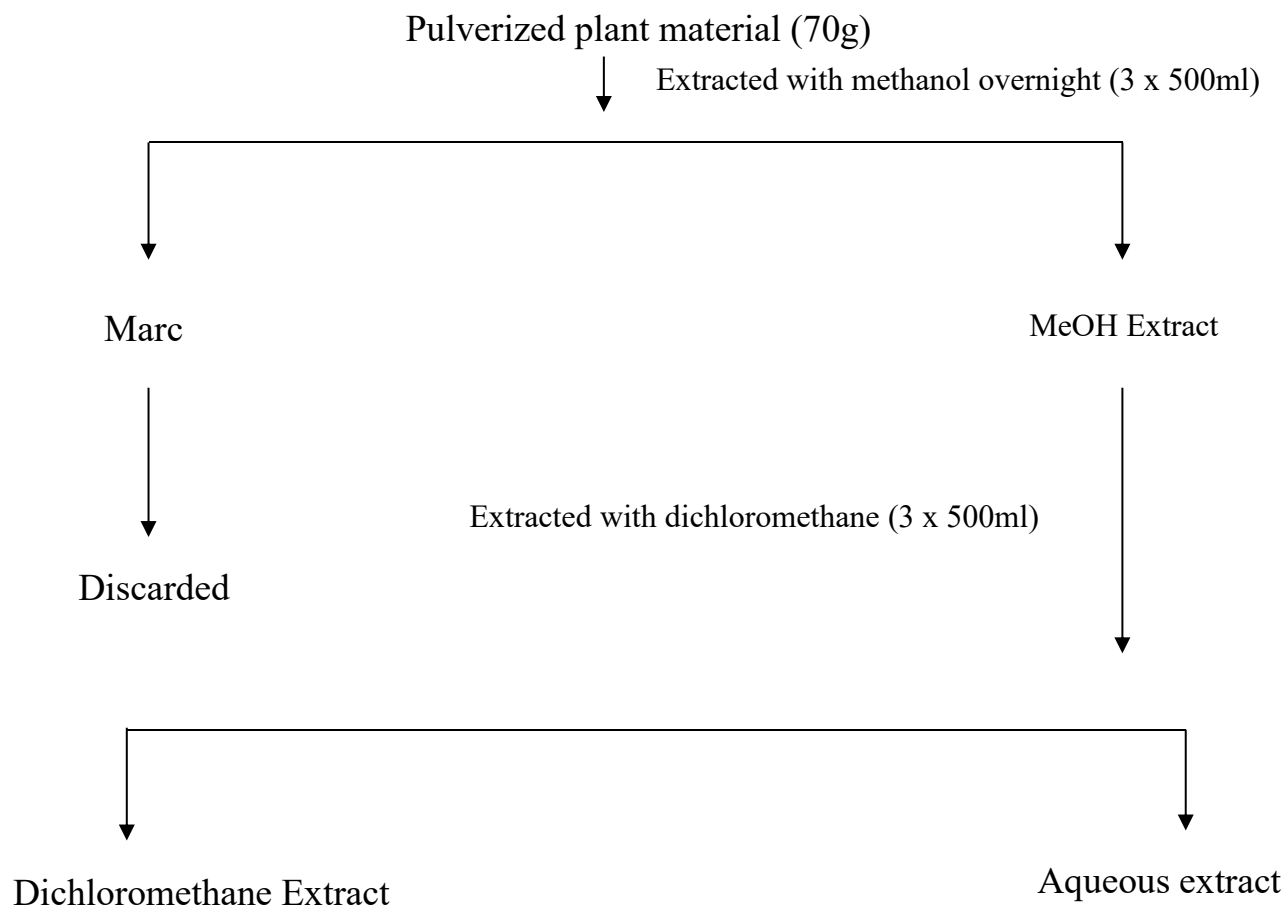 Pulverized plant material (70g)
Extracted with methanol overnight (3 x 500ml)
Marc
MeOH Extract
Extracted with dichloromethane (3 x 500ml)
Discarded
Dichloromethane Extract
Aqueous extract